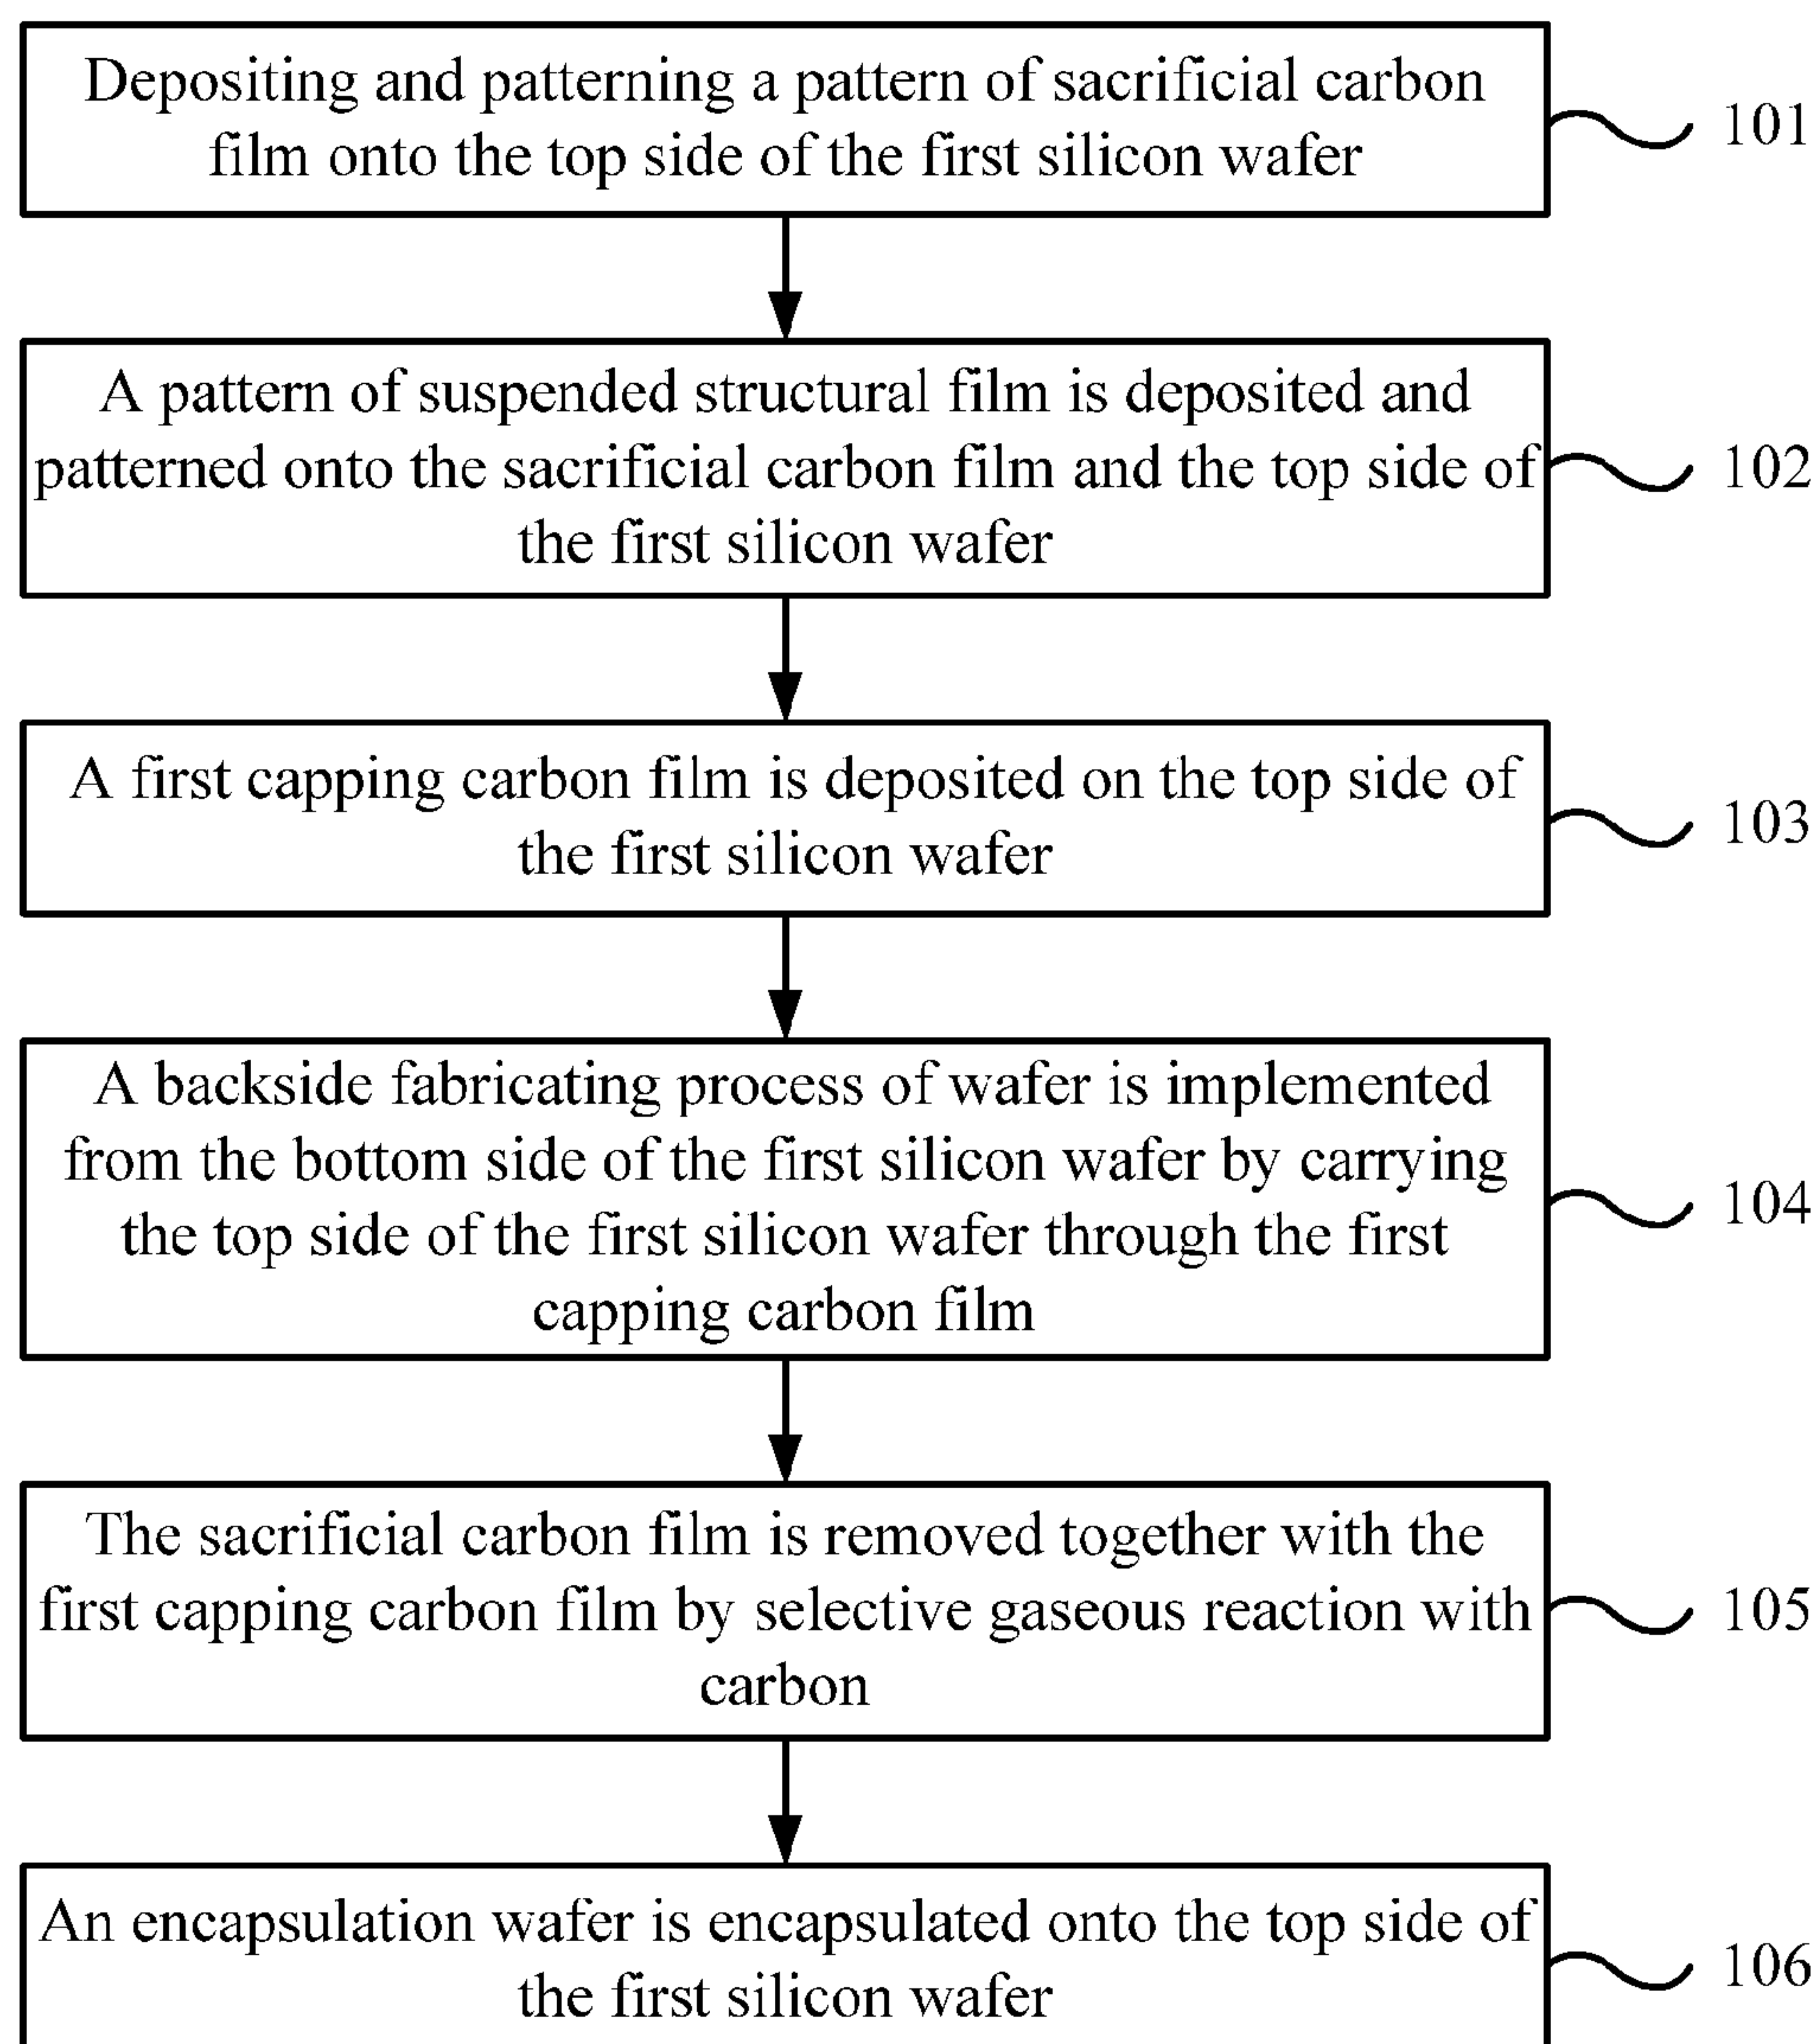 Depositing and patterning a pattern of sacrificial carbon
film onto the top side of the first silicon wafer
101
A pattern of suspended structural film is deposited and
patterned onto the sacrificial carbon film and the top side of
the first silicon wafer
102
A first capping carbon film is deposited on the top side of
the first silicon wafer
103
A backside fabricating process of wafer is implemented
from the bottom side of the first silicon wafer by carrying
the top side of the first silicon wafer through the first
capping carbon film
104
The sacrificial carbon film is removed together with the
first capping carbon film by selective gaseous reaction with
carbon
105
An encapsulation wafer is encapsulated onto the top side of
the first silicon wafer
106